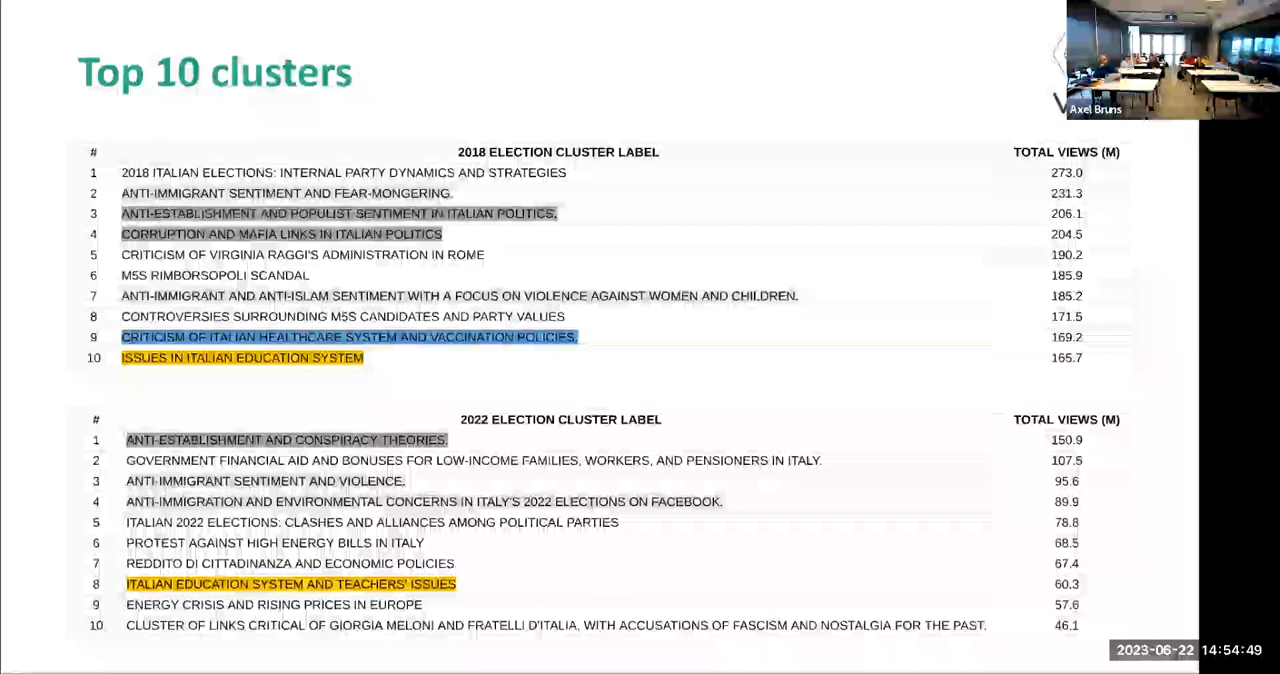 Top 10 clusters
Axel Bruns
# 2018 ELECTION CLUSTER LABEL TOTAL VIEWS (M)
1 2018 ITALIAN ELECTIONS: INTERNAL PARTY DYNAMICS AND STRATEGIES 273.0
2 ANTI-IMMIGRANT SENTIMENT AND FEAR-MONGERING. 231.3
3 ANTI-ESTABLISHMENT AND POPULIST SENTIMENT IN ITALIAN POLITICS. 206.1
4 CORRUPTION AND MAFIA LINKS IN ITALIAN POLITICS 204.5
5 CRITICISM OF VIRGINIA RAGGI'S ADMINISTRATION IN ROME 190.2
6 M5S RIMBORSOPOLI SCANDAL 185.9
7 ANTI-IMMIGRANT AND ANTI-ISLAM SENTIMENT WITH A FOCUS ON VIOLENCE AGAINST WOMEN AND CHILDREN. 185.2
8 CONTROVERSIES SURROUNDING M5S CANDIDATES AND PARTY VALUES 171.5
9 CRITICISM OF ITALIAN HEALTHCARE SYSTEM AND VACCINATION POLICIES. 169.2
10 ISSUES IN ITALIAN EDUCATION SYSTEM 165.7
# 2022 ELECTION CLUSTER LABEL TOTAL VIEWS (M)
1 ANTI-ESTABLISHMENT AND CONSPIRACY THEORIES. 150.9
2 GOVERNMENT FINANCIAL AID AND BONUSES FOR LOW-INCOME FAMILIES, WORKERS, AND PENSIONERS IN ITALY. 107.5
3 ANTI-IMMIGRANT SENTIMENT AND VIOLENCE. 95.6
4 ANTI-IMMIGRATION AND ENVIRONMENTAL CONCERNS IN ITALY'S 2022 ELECTIONS ON FACEBOOK. 89.9
5 ITALIAN 2022 ELECTIONS: CLASHES AND ALLIANCES AMONG POLITICAL PARTIES 78.8
6 PROTEST AGAINST HIGH ENERGY BILLS IN ITALY 68.5
7 REDDITO DI CITTADINANZA AND ECONOMIC POLICIES 67.4
8 ITALIAN EDUCATION SYSTEM AND TEACHERS' ISSUES 60.3
9 ENERGY CRISIS AND RISING PRICES IN EUROPE 57.6
10 CLUSTER OF LINKS CRITICAL OF GIORGIA MELONI AND FRATELLI D'ITALIA, WITH ACCUSATIONS OF FASCISM AND NOSTALGIA FOR THE PAST. 46.1
2023-06-22 14:54:49